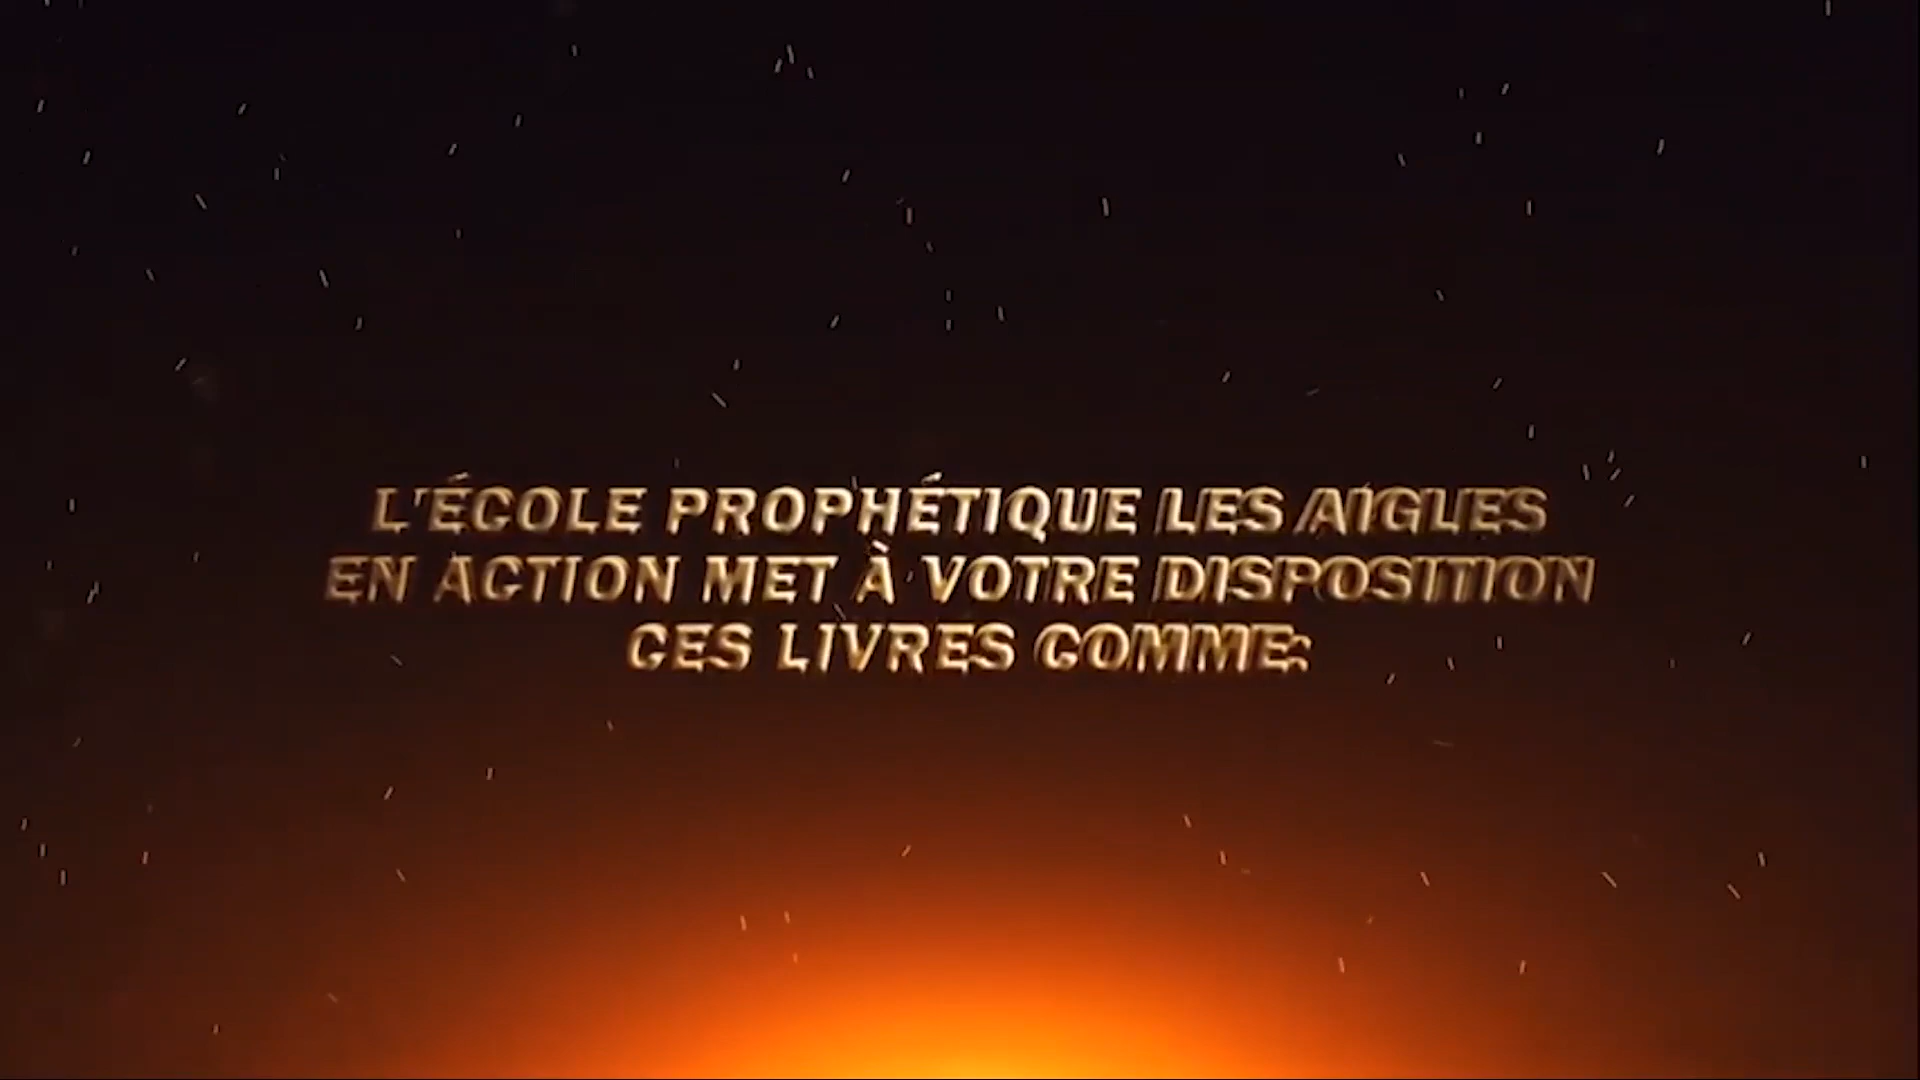 L'ÉCOLE PROPHÉTIQUE LES AIGLES
EN ACTION MET À VOTRE DISPOSITION
CES LIVRES COMME: